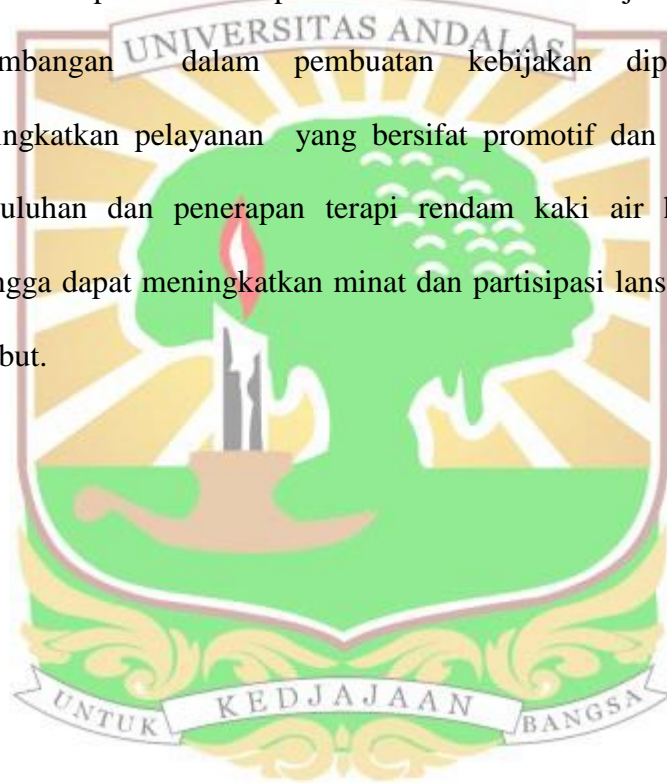 UNIVERSITAS ANDALAS
mbangan dalam pembuatan kebijakan dip
ingkatkan pelayanan yang bersifat promotif dan
uluhan dan penerapan terapi rendam kaki air
ngga dapat meningkatkan minat dan partisipasi lans
but.
UNTUK KEDJAJAAN BANGSA